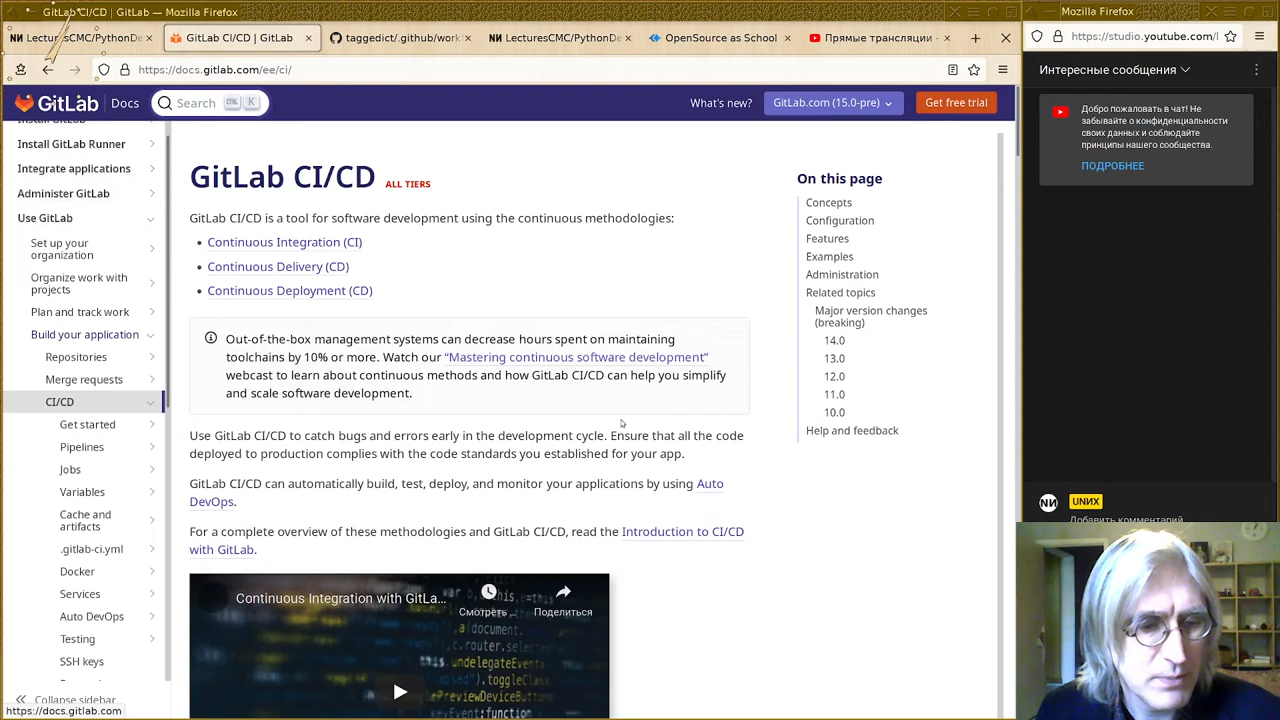 GitLab CI/CD | GitLab — Mozilla Firefox
Mozilla Firefox
LecturesCMC/PythonDe
GitLab CI/CD | GitLab
taggedict/.github/work
LecturesCMC/PythonDe
OpenSource as School
Прямые трансляции -
https://docs.gitlab.com/ee/ci/
https://studio.youtube.com/l
GitLab Docs
Search CTRL K
What's new?
GitLab.com (15.0-pre)
Get free trial
Install GitLab
Install GitLab Runner
Integrate applications
Administer GitLab
Use GitLab
Set up your
organization
Organize work with
projects
Plan and track work
Build your application
Repositories
Merge requests
CI/CD
Get started
Pipelines
Jobs
Variables
Cache and
artifacts
.gitlab-ci.yml
Docker
Services
Auto DevOps
Testing
SSH keys
Collapse sidebar
https://docs.gitlab.com
GitLab CI/CD ALL TIERS
GitLab CI/CD is a tool for software development using the continuous methodologies:
• Continuous Integration (CI)
• Continuous Delivery (CD)
• Continuous Deployment (CD)
Out-of-the-box management systems can decrease hours spent on maintaining
toolchains by 10% or more. Watch our “Mastering continuous software development”
webcast to learn about continuous methods and how GitLab CI/CD can help you simplify
and scale software development.
Use GitLab CI/CD to catch bugs and errors early in the development cycle. Ensure that all the code
deployed to production complies with the code standards you established for your app.
GitLab CI/CD can automatically build, test, deploy, and monitor your applications by using Auto
DevOps.
For a complete overview of these methodologies and GitLab CI/CD, read the Introduction to CI/CD
with GitLab.
Continuous Integration with GitLa...
Смотреть ...
Поделиться
On this page
Concepts
Configuration
Features
Examples
Administration
Related topics
Major version changes
(breaking)
14.0
13.0
12.0
11.0
10.0
Help and feedback
Интересные сообщения
Добро пожаловать в чат! Не
забывайте о конфиденциальности
своих данных и соблюдайте
принципы нашего сообщества.
ПОДРОБНЕЕ
UNИX
Добавить комментарий